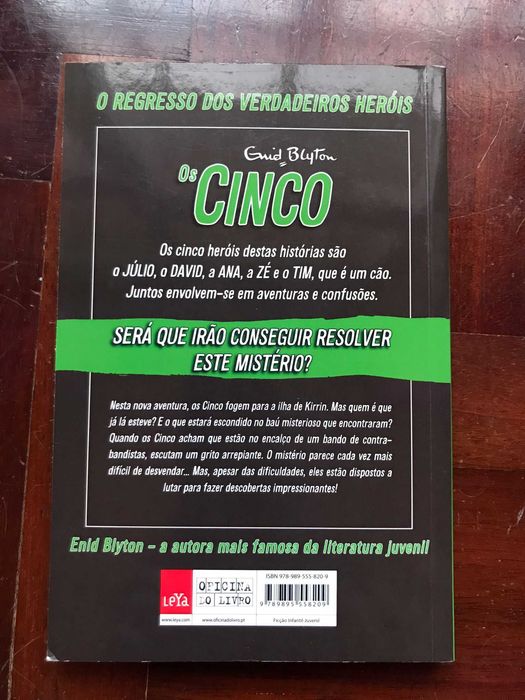 O REGRESSO DOS VERDADEIROS HERÓIS
Enid Blyton
Os
CINCO
Os cinco heróis destas histórias são
o JÚLIO, o DAVID, a ANA, a ZÉ e o TIM, que é um cão.
Juntos envolvem-se em aventuras e confusões.
SERÁ QUE IRÃO CONSEGUIR RESOLVER
ESTE MISTÉRIO?
Nesta nova aventura, os Cinco fogem para a ilha de Kirrin. Mas quem é que
já lá esteve? E o que estará escondido no baú misterioso que encontraram?
Quando os Cinco acham que estão no encalço de um bando de contra-
bandistas, escutam um grito arrepiante. O mistério parece cada vez mais
difícil de desvendar... Mas, apesar das dificuldades, eles estão dispostos a
lutar para fazer descobertas impressionantes!
Enid Blyton – a autora mais famosa da literatura juvenil
LeYa
www.leya.com
OFICINA
DO LIVRO
www.oficinadolivro.pt
ISBN 978-989-555-820-9
9 789895 558209
Ficção Infantil-Juvenil